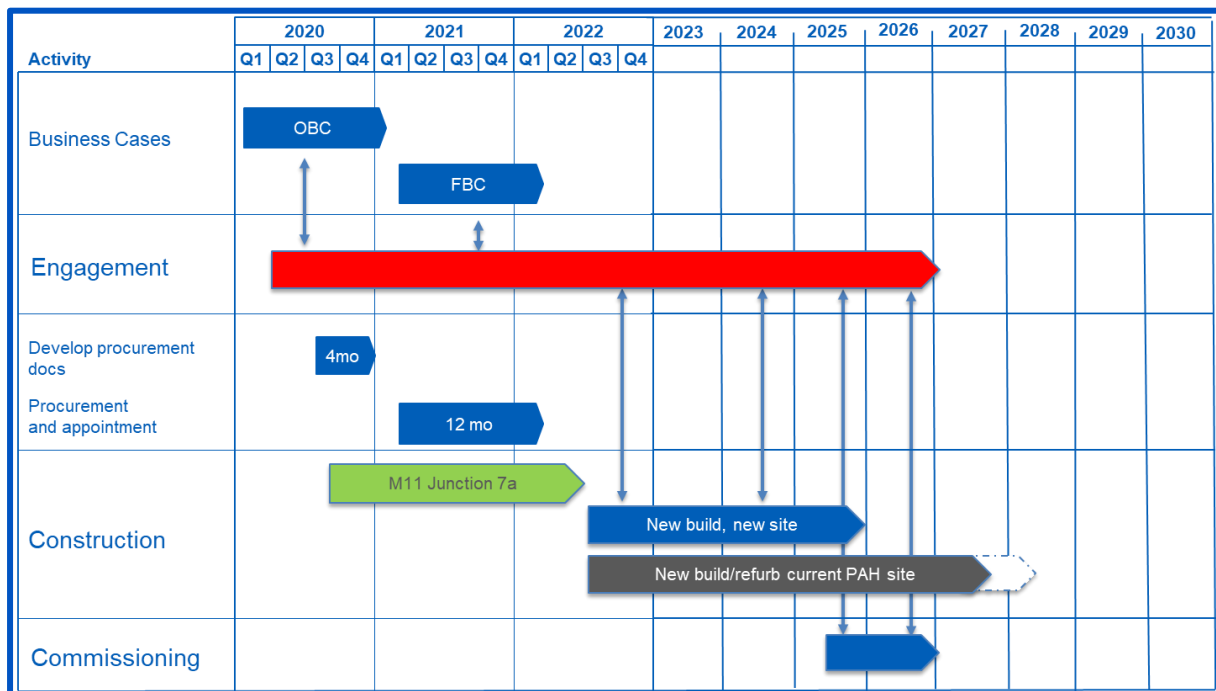 2020 2021 2022 2023 2024 2025 2026 2027 2028 2029 2030
Activity Q1 Q2 Q3 Q4 Q1 Q2 Q3 Q4 Q1 Q2 Q3 Q4
Business Cases
OBC
FBC
Engagement
Develop procurement
docs
4mo
Procurement
and appointment
12 mo
M11 Junction 7a
Construction
New build, new site
New build/refurb current PAH site
Commissioning